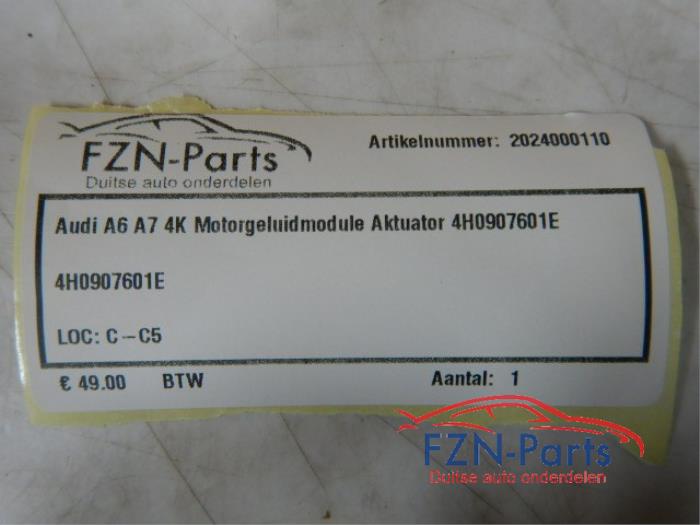 FZN-Parts
Duitse auto onderdelen
Artikelnummer: 2024000110
Audi A6 A7 4K Motorgeluidmodule Aktuator 4H0907601E
4H0907601E
LOC: C-C5
€ 49.00 BTW Aantal: 1
FZN-Parts
Duitse auto onderdelen